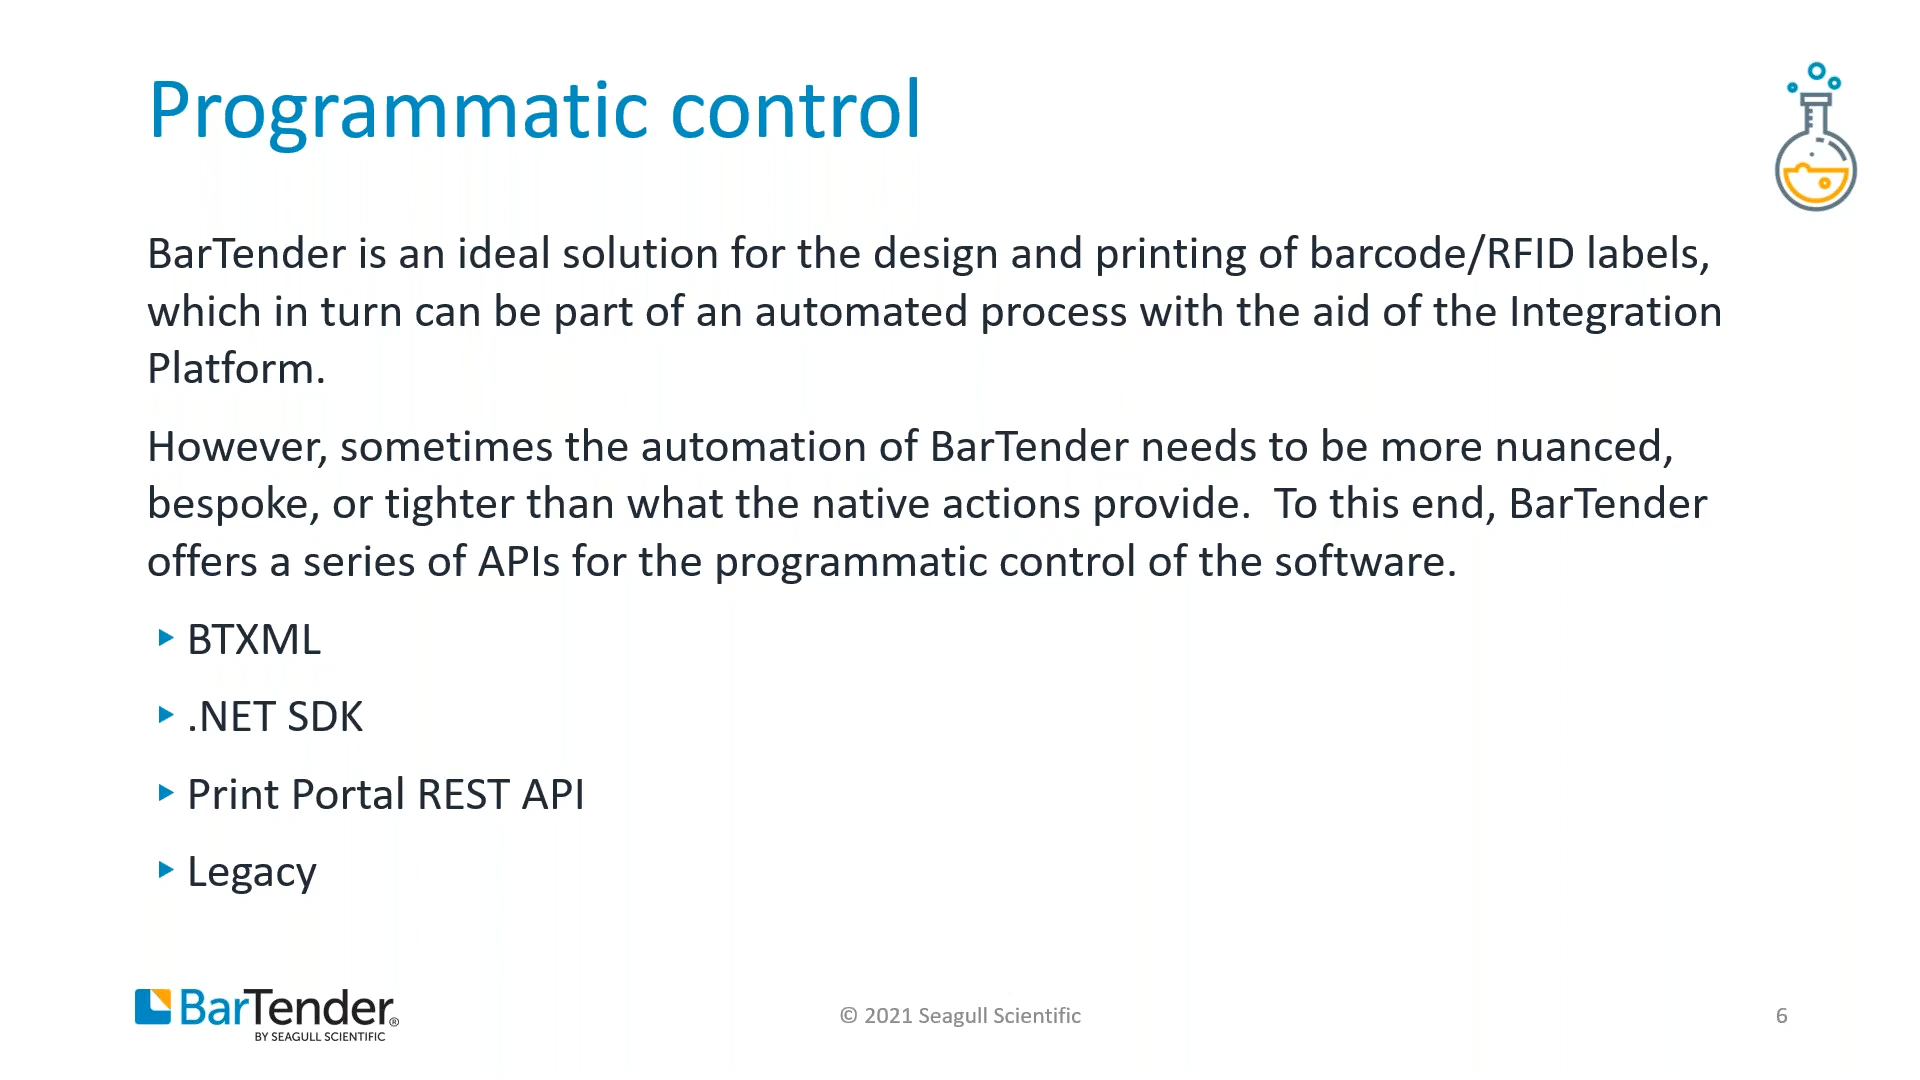 Programmatic control
BarTender is an ideal solution for the design and printing of barcode/RFID labels,
which in turn can be part of an automated process with the aid of the Integration
Platform.
However, sometimes the automation of BarTender needs to be more nuanced,
bespoke, or tighter than what the native actions provide.  To this end, BarTender
offers a series of APIs for the programmatic control of the software.
BTXML
.NET SDK
Print Portal REST API
Legacy
BarTender®
BY SEAGULL SCIENTIFIC
© 2021 Seagull Scientific
6